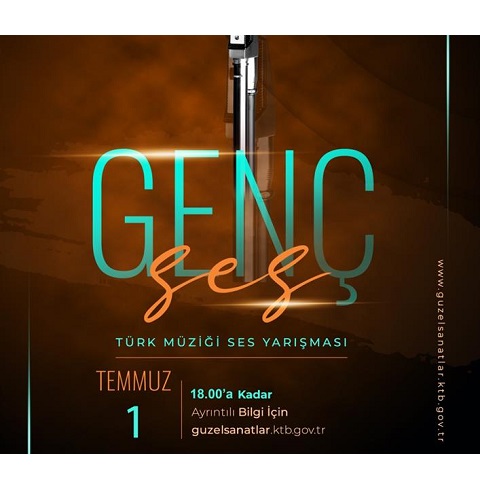 GENÇ
ses
TÜRK MÜZİĞİ SES YARIŞMASI
TEMMUZ
1
18.00'a Kadar
Ayrıntılı Bilgi İçin
guzelsanatlar.ktb.gov.tr
www.guzelsanatlar.ktb.gov.tr